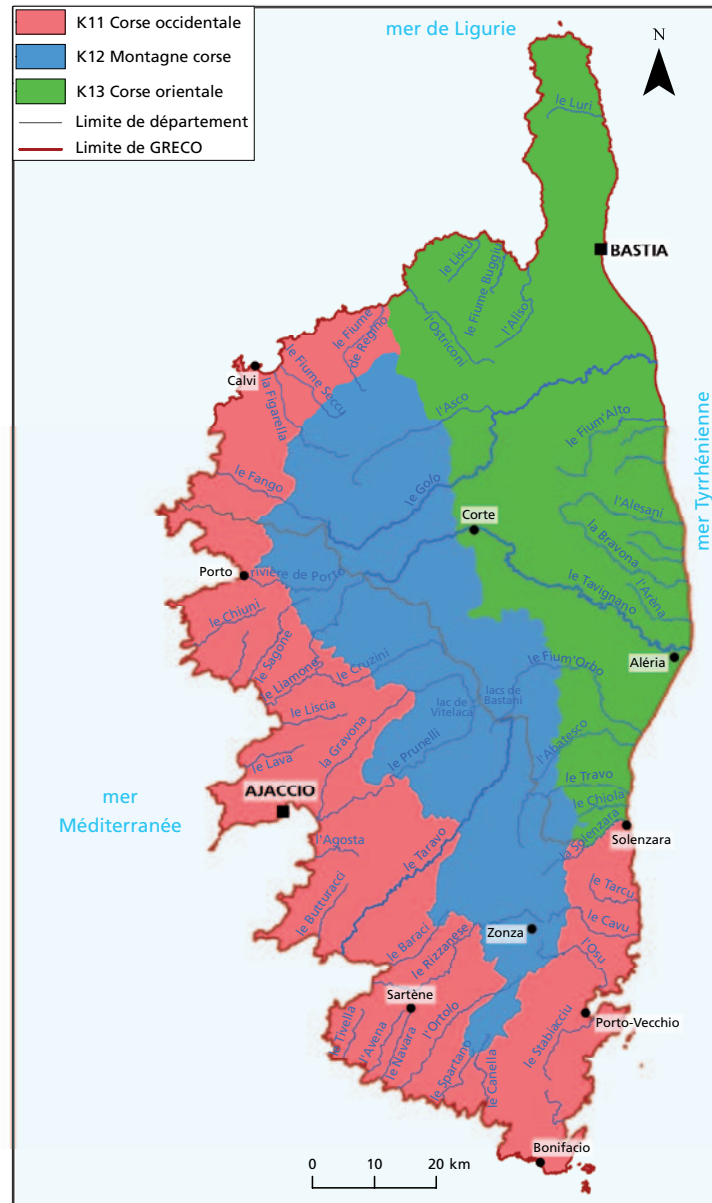 K11 Corse occidentale
K12 Montagne corse
K13 Corse orientale
Limite de département
Limite de GRECO
mer de Ligurie
N
le Luri
BASTIA
le Liscu
le Fiume Buggiu
l'Aliso
l'Ostriconi
le Fiume
de Regino
Calvi
le Fiume Seccu
la Figarella
l'Asco
le Fium'Alto
mer Tyrrhénienne
le Fango
le Golo
l'Alesani
Corte
la Bravona
Porto
rivière de Porto
le Tavignano
l'Aréna
le Chiuni
le Sagone
le Liamone
le Cruzini
le Fium'Orbo
Aléria
lac de
Vitelaca
lacs de
Bastani
le Liscia
la Gravona
le Prunelli
l'Abatesco
le Lava
le Travo
AJACCIO
mer
Méditerranée
le Chiola
Solenzara
la Solenzara
l'Agosta
le Taravo
le Tarcu
le Butturacci
le Cavu
le Baraci
le Rizzanese
Zonza
l'Osu
Sartène
l'Ortolo
Porto-Vecchio
le Tivella
l'Avena
le Navara
le Spartano
le Canella
le Stabiacciu
Bonifacio
0 10 20 km